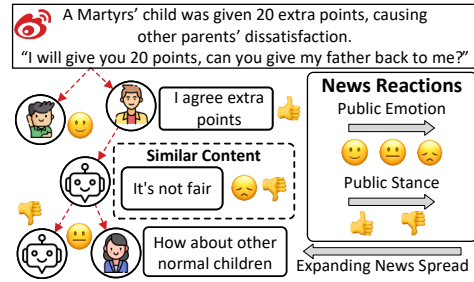 A Martyrs' child was given 20 extra points, causing
other parents' dissatisfaction.
“I will give you 20 points, can you give my father back to me?”
I agree extra
points
Similar Content
It's not fair
How about other
normal children
News Reactions
Public Emotion
Public Stance
Expanding News Spread